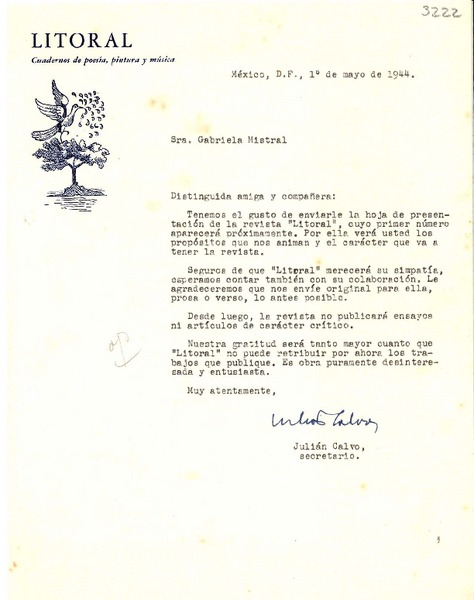 3222
LITORAL
Cuadernos de poesía, pintura y música
México, D.F., 1º de mayo de 1944.
Sra. Gabriela Mistral
Distinguida amiga y compañera:
Tenemos el gusto de enviarle la hoja de presen-
tación de la revista "Litoral", cuyo primer número
aparecerá próximamente. Por ella verá usted los
propósitos que nos animan y el carácter que va a
tener la revista.
Seguros de que "Litoral" merecerá su simpatía,
esperamos contar también con su colaboración. Le
agradeceremos que nos envíe original para ella,
prosa o verso, lo antes posible.
Desde luego, la revista no publicará ensayos
ni artículos de carácter crítico.
Nuestra gratitud será tanto mayor cuanto que
"Litoral" no puede retribuir por ahora los tra-
bajos que publique. Es obra puramente desintere-
sada y entusiasta.
Muy atentamente,
Julián Calvo,
secretario.